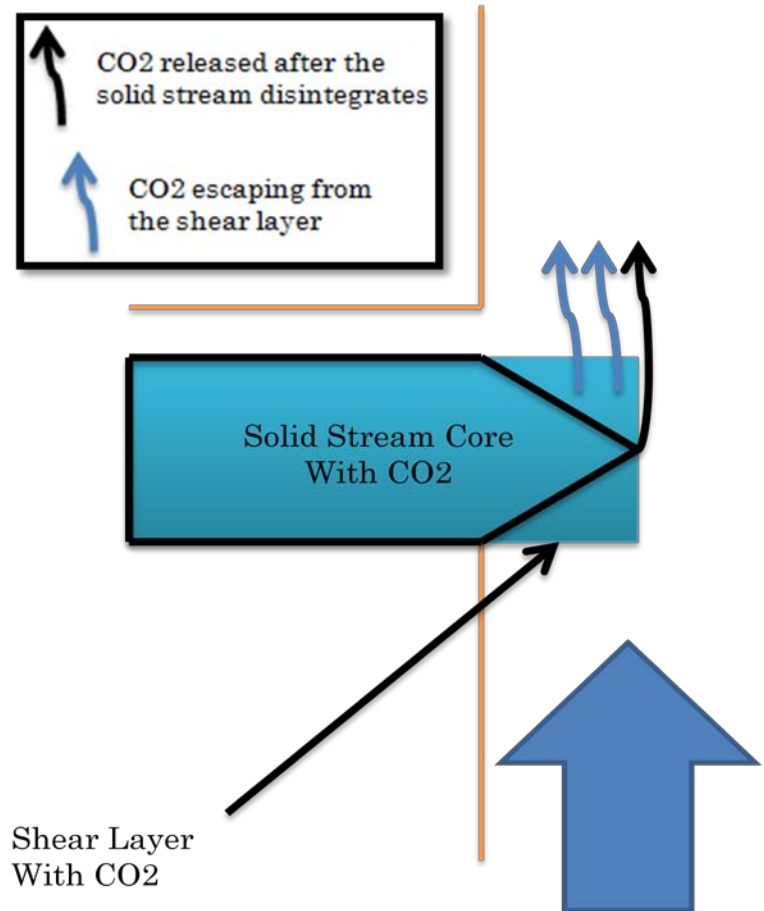 CO2 released after the
solid stream disintegrates
CO2 escaping from
the shear layer
Solid Stream Core
With CO2
Shear Layer
With CO2